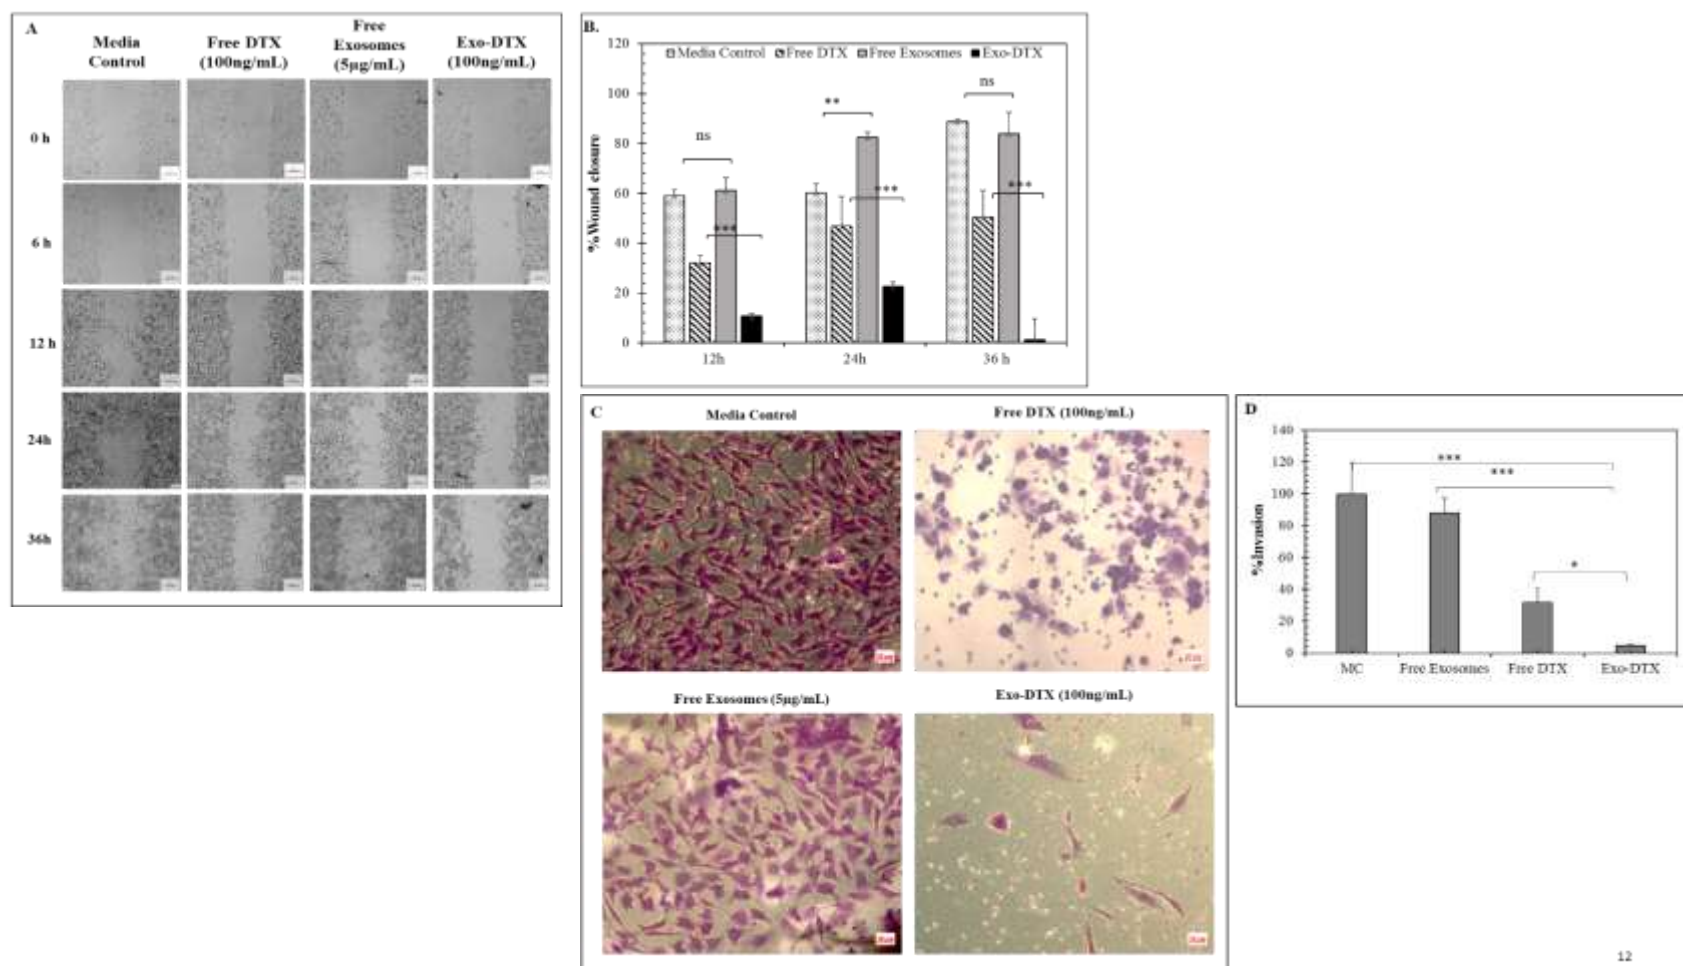 A
Media Control
Free DTX (100ng/mL)
Free Exosomes (5μg/mL)
Exo-DTX (100ng/mL)
0 h
6 h
12 h
24h
36h
B.
120
100
80
60
40
20
0
%Wound closure
Media Control
Free DTX
Free Exosomes
Exo-DTX
ns
***
**
***
ns
***
12h
24h
36 h
C
Media Control
Free DTX (100ng/mL)
Free Exosomes (5μg/mL)
Exo-DTX (100ng/mL)
D
140
120
100
80
60
40
20
0
%Invasion
***
***
*
MC
Free Exosomes
Free DTX
Exo-DTX
12